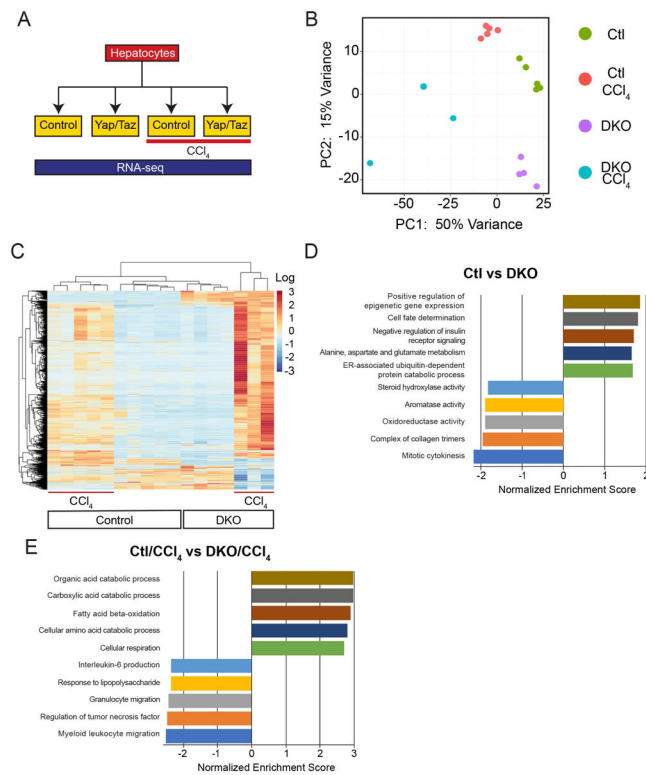 A
Hepatocytes
Control
Yap/Taz
Control
Yap/Taz
CCl4
RNA-seq
B
PC2: 15% Variance
10
0
-10
-20
-50
-25
0
25
PC1: 50% Variance
Ctl
Ctl
CCl4
DKO
DKO
CCl4
C
Log
3
2
1
0
-1
-2
-3
CCl4
CCl4
Control
DKO
D
Ctl vs DKO
Positive regulation of
epigenetic gene expression
Cell fate determination
Negative regulation of insulin
receptor signaling
Alanine, aspartate and glutamate metabolism
ER-associated ubiquitin-dependent
protein catabolic process
Steroid hydroxylase activity
Aromatase activity
Oxidoreductase activity
Complex of collagen trimers
Mitotic cytokinesis
-2
-1
0
1
2
Normalized Enrichment Score
E
Ctl/CCl4 vs DKO/CCl4
Organic acid catabolic process
Carboxylic acid catabolic process
Fatty acid beta-oxidation
Cellular amino acid catabolic process
Cellular respiration
Interleukin-6 production
Response to lipopolysaccharide
Granulocyte migration
Regulation of tumor necrosis factor
Myeloid leukocyte migration
-2
-1
0
1
2
3
Normalized Enrichment Score